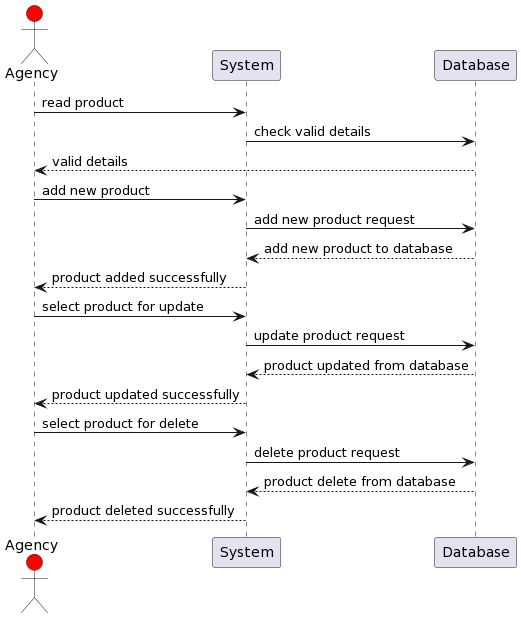 Agency
System
Database
read product
check valid details
valid details
add new product
add new product request
add new product to database
product added successfully
select product for update
update product request
product updated from database
product updated successfully
select product for delete
delete product request
product delete from database
product deleted successfully
Agency
System
Database